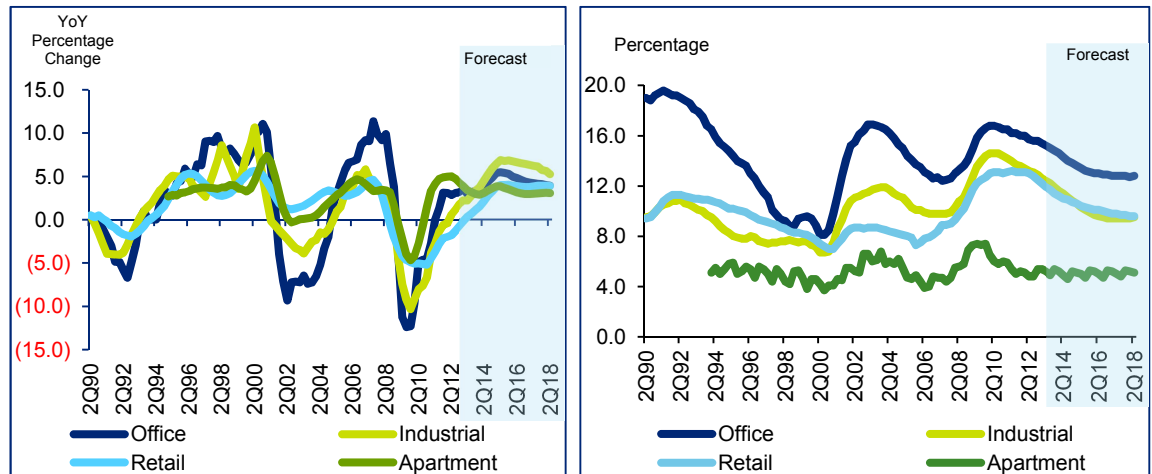 YoY
Percentage
Change
Forecast
15.0
10.0
5.0
0.0
(5.0)
(10.0)
(15.0)
2Q90
2Q92
2Q94
2Q96
2Q98
2Q00
2Q02
2Q04
2Q06
2Q08
2Q10
2Q12
2Q14
2Q16
2Q18
Office
Industrial
Retail
Apartment
Percentage
Forecast
20.0
16.0
12.0
8.0
4.0
0.0
2Q90
2Q92
2Q94
2Q96
2Q98
2Q00
2Q02
2Q04
2Q06
2Q08
2Q10
2Q12
2Q14
2Q16
2Q18
Office
Industrial
Retail
Apartment